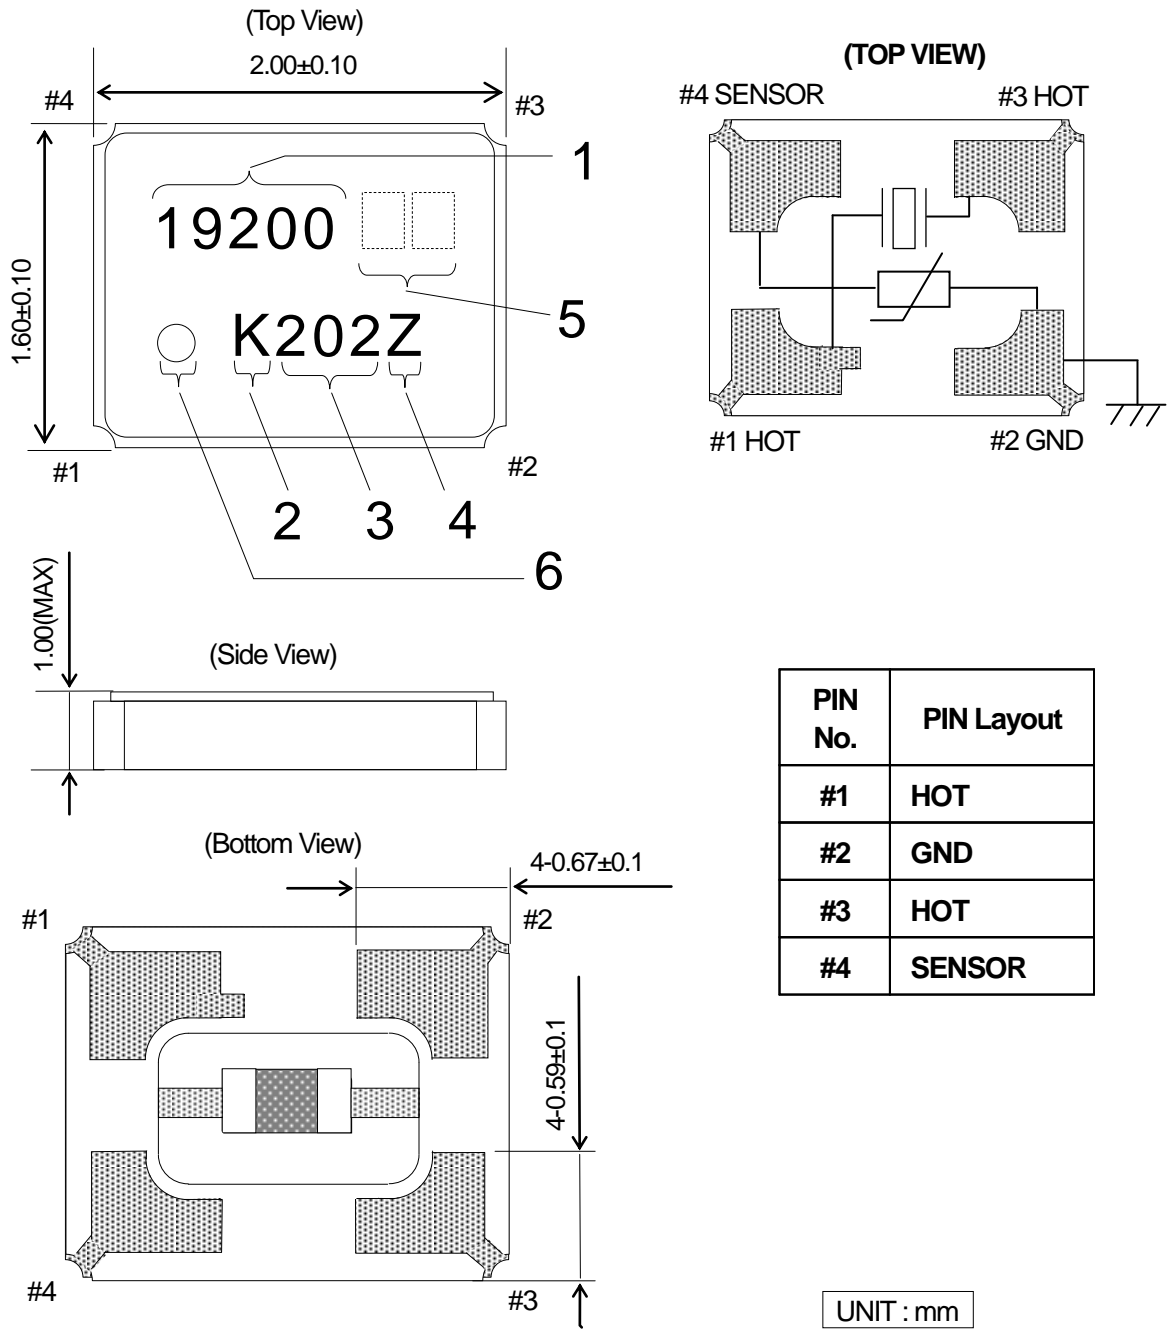 (Top View)
2.00±0.10
#4
#3
1
19200
1.60±0.10
5
K202Z
#1
#2
2
3
4
6
(TOP VIEW)
#4 SENSOR
#3 HOT
#1 HOT
#2 GND
1.00(MAX)
(Side View)
PIN No.
PIN Layout
#1 HOT
#2 GND
#3 HOT
#4 SENSOR
(Bottom View)
4-0.67±0.1
#1
#2
4-0.59±0.1
#4
#3
UNIT : mm